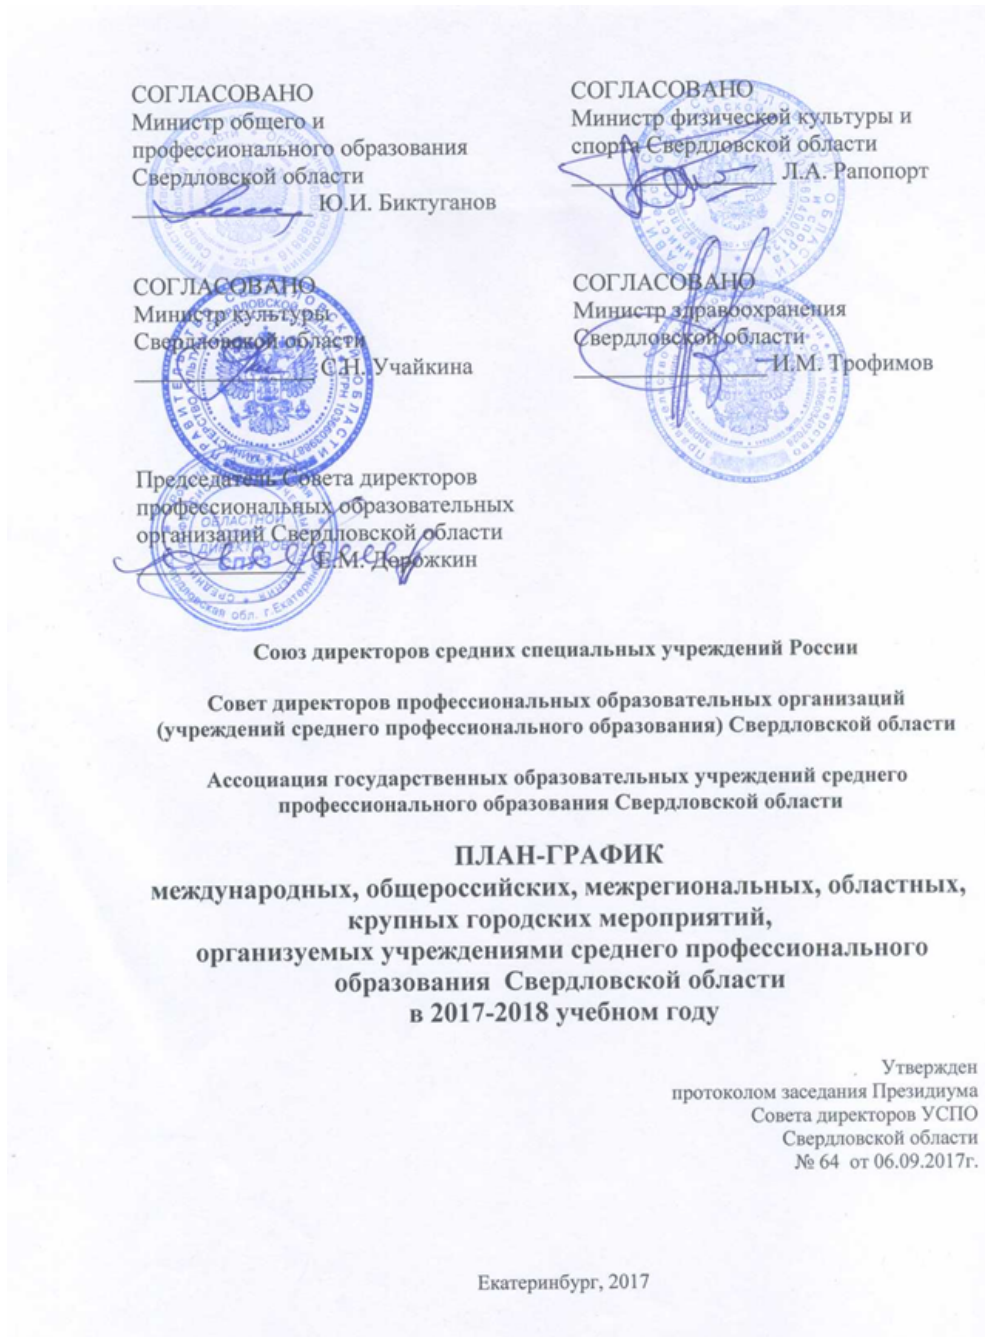 СОГЛАСОВАНО
Министр общего и
профессионального образования
Свердловской области
Ю.И. Биктуганов
СОГЛАСОВАНО
Министр физической культуры и
спорта Свердловской области
Л.А. Рапопорт
СОГЛАСОВАНО
Министр культуры
Свердловской области
С.Н. Учайкина
СОГЛАСОВАНО
Министр здравоохранения
Свердловской области
И.М. Трофимов
Председатель Совета директоров
профессиональных образовательных
организаций Свердловской области
Е.М. Дорожкин
Союз директоров средних специальных учреждений России
Совет директоров профессиональных образовательных организаций
(учреждений среднего профессионального образования) Свердловской области
Ассоциация государственных образовательных учреждений среднего
профессионального образования Свердловской области
ПЛАН-ГРАФИК
международных, общероссийских, межрегиональных, областных,
крупных городских мероприятий,
организуемых учреждениями среднего профессионального
образования Свердловской области
в 2017-2018 учебном году
Утвержден
протоколом заседания Президиума
Совета директоров УСПО
Свердловской области
№ 64 от 06.09.2017г.
Екатеринбург, 2017